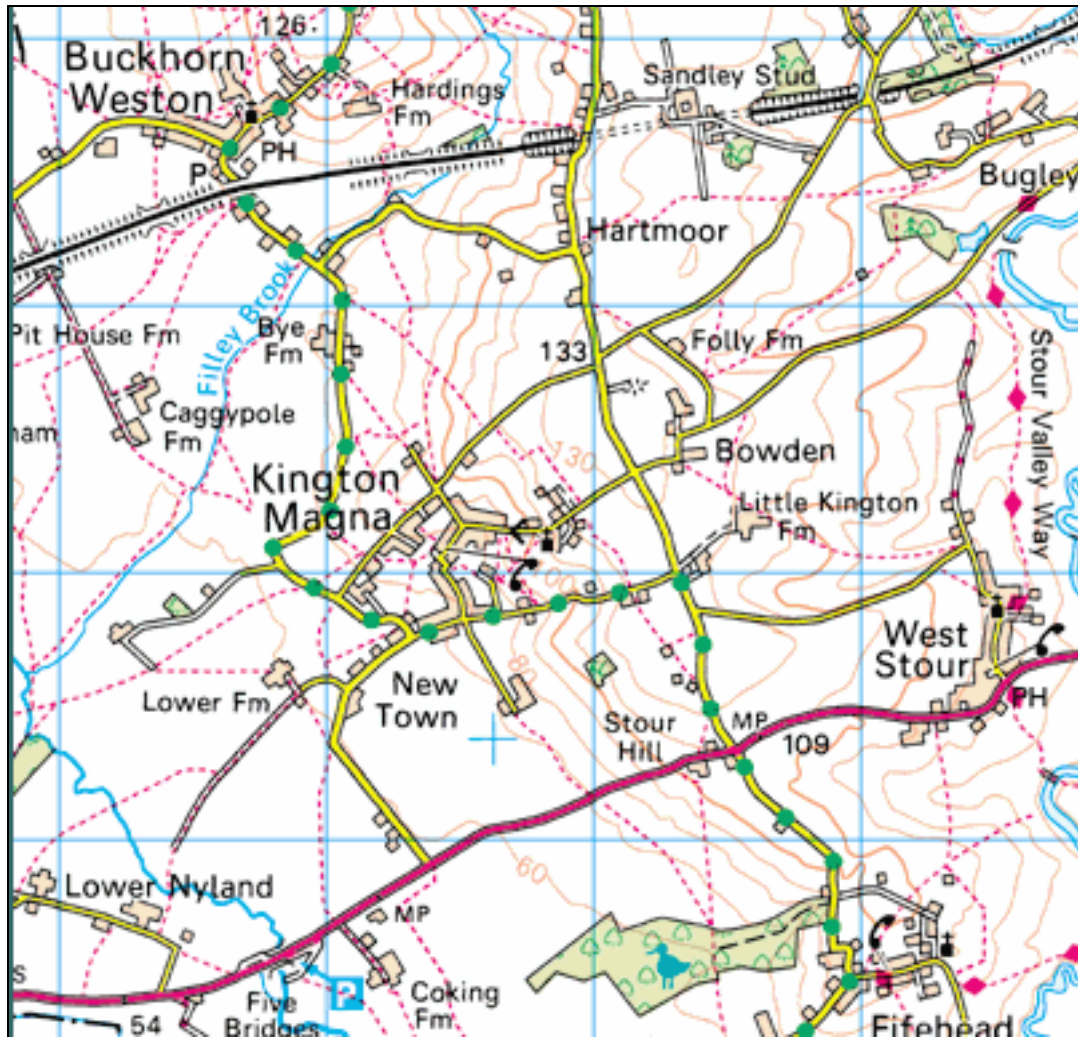 126
Buckhorn
Weston
Hardings
Fm
Sandley Stud
PH
P
Bugley
Hartmoor
Filley Brook
Pit House Fm
Bye
Fm
133
Folly Fm
Caggypole
Fm
ham
Stour Valley Way
Kington
Magna
130
Bowden
Little Kington
Fm
100
West
Stour
80
Lower Fm
New
Town
PH
Stour
Hill
MP
109
60
Lower Nyland
MP
S
P
Coking
Fm
Five
Bridges
54
Fifehead